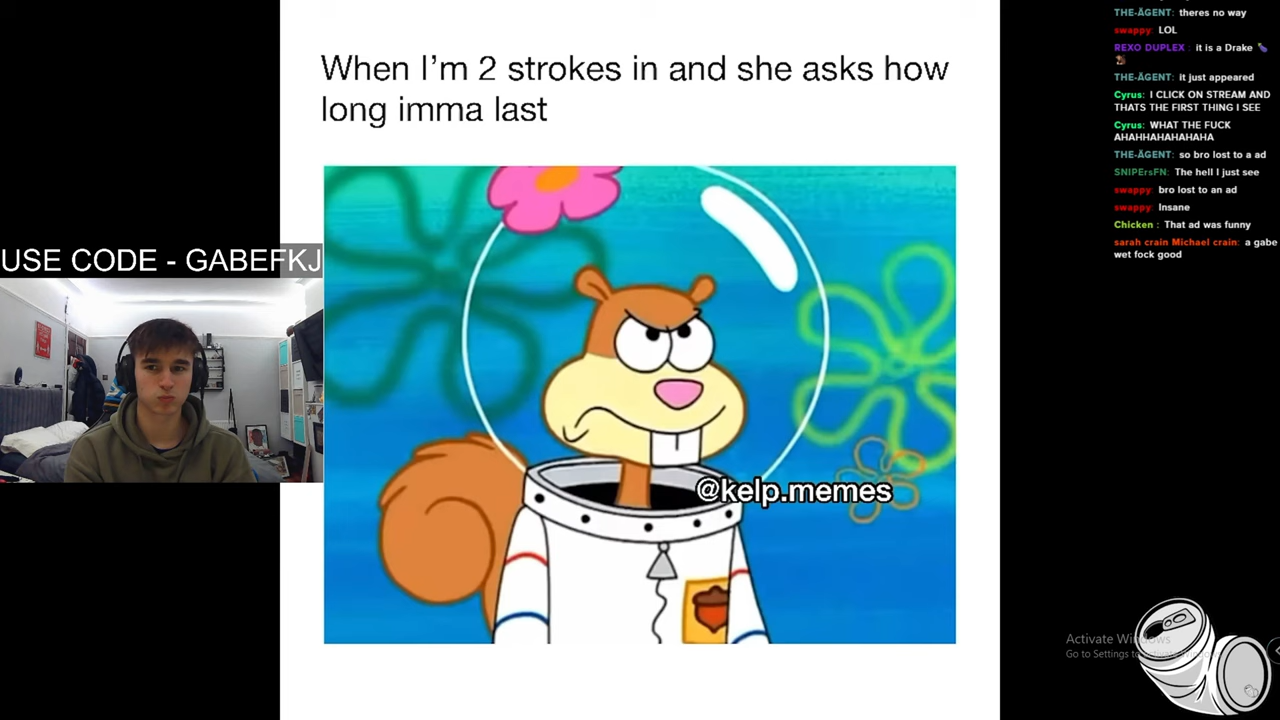 When I'm 2 strokes in and she asks how
long imma last
@kelp.memes
USE CODE - GABEFKJ
THE-ÄGENT: theres no way
swappy: LOL
REXO DUPLEX : it is a Drake
THE-ÄGENT: it just appeared
Cyrus: I CLICK ON STREAM AND
THATS THE FIRST THING I SEE
Cyrus: WHAT THE FUCK
AHAHHAHAHAHAHA
THE-ÄGENT: so bro lost to a ad
SNIPErsFN: The hell I just see
swappy: bro lost to an ad
swappy: Insane
Chicken : That ad was funny
sarah crain Michael crain: a gabe
wet fock good
Activate Windows
Go to Settings to